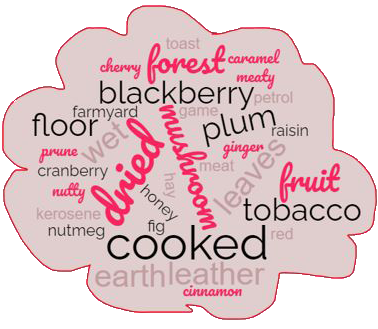 toast
cherry
forest
caramel
meaty
blackberry
petrol
farmyard
game
floor
wet
dried
mushroom
plum
raisin
prune
ginger
cranberry
meat
leaves
nutty
hay
honey
fruit
kerosene
tobacco
nutmeg
fig
cooked
red
earth
leather
cinnamon